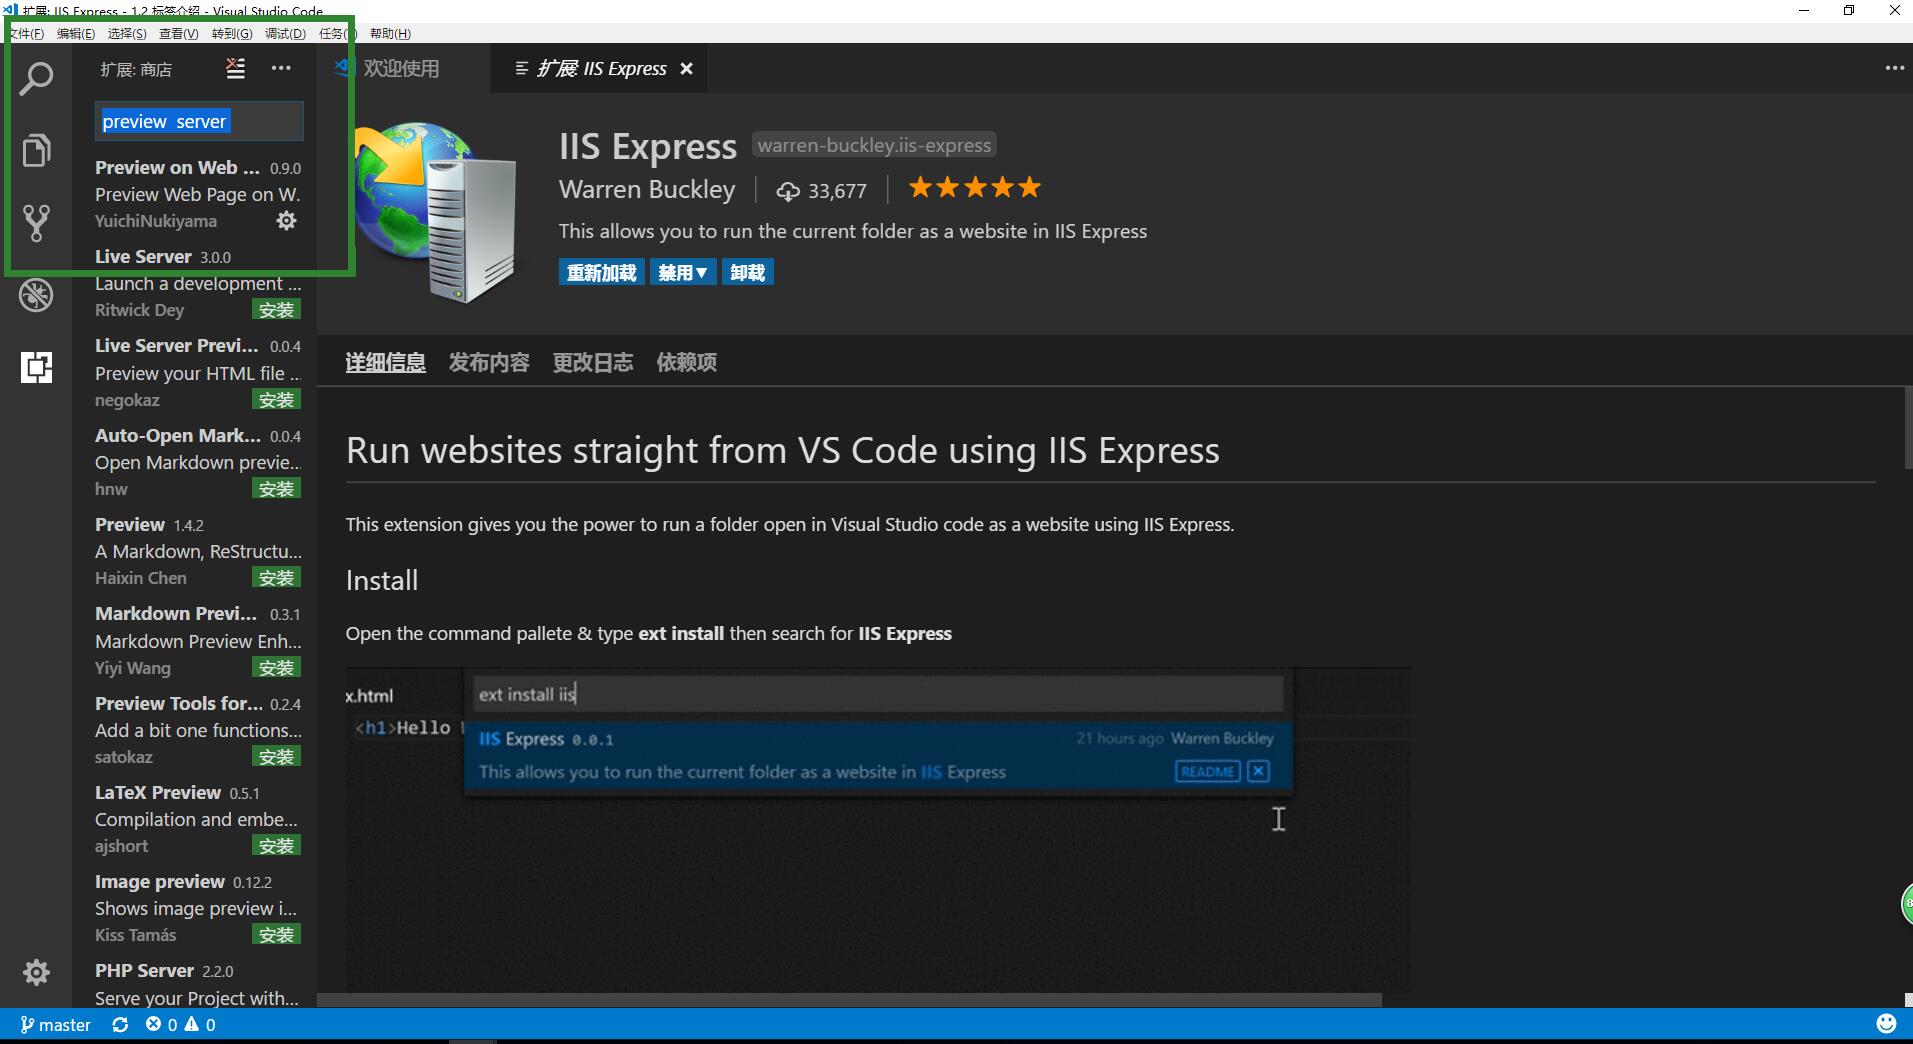 扩展: IIS Express - 1.2 标签介绍 - Visual Studio Code
文件(F) 编辑(E) 选择(S) 查看(V) 转到(G) 调试(D) 任务(T) 帮助(H)
扩展: 商店
欢迎使用
扩展: IIS Express
preview server
Preview on Web ... 0.9.0
Preview Web Page on W.
YuichiNukiyama
Live Server 3.0.0
Launch a development ...
Ritwick Dey 安装
Live Server Previ... 0.0.4
Preview your HTML file ...
negokaz 安装
Auto-Open Mark... 0.0.4
Open Markdown previe...
hnw 安装
Preview 1.4.2
A Markdown, ReStructu...
Haixin Chen 安装
Markdown Previ... 0.3.1
Markdown Preview Enh...
Yiyi Wang 安装
Preview Tools for... 0.2.4
Add a bit one functions...
satokaz 安装
LaTeX Preview 0.5.1
Compilation and embe...
ajshort 安装
Image preview 0.12.2
Shows image preview i...
Kiss Tamás 安装
PHP Server 2.2.0
Serve your Project with...
IIS Express warren-buckley.iis-express
Warren Buckley 33,677
This allows you to run the current folder as a website in IIS Express
重新加载 禁用▼ 卸载
详细信息 发布内容 更改日志 依赖项
Run websites straight from VS Code using IIS Express
This extension gives you the power to run a folder open in Visual Studio code as a website using IIS Express.
Install
Open the command pallete & type ext install then search for IIS Express
x.html
ext install iis
<h1>Hello
IIS Express 0.0.1 21 hours ago Warren Buckley
This allows you to run the current folder as a website in IIS Express README
8
master 0 0